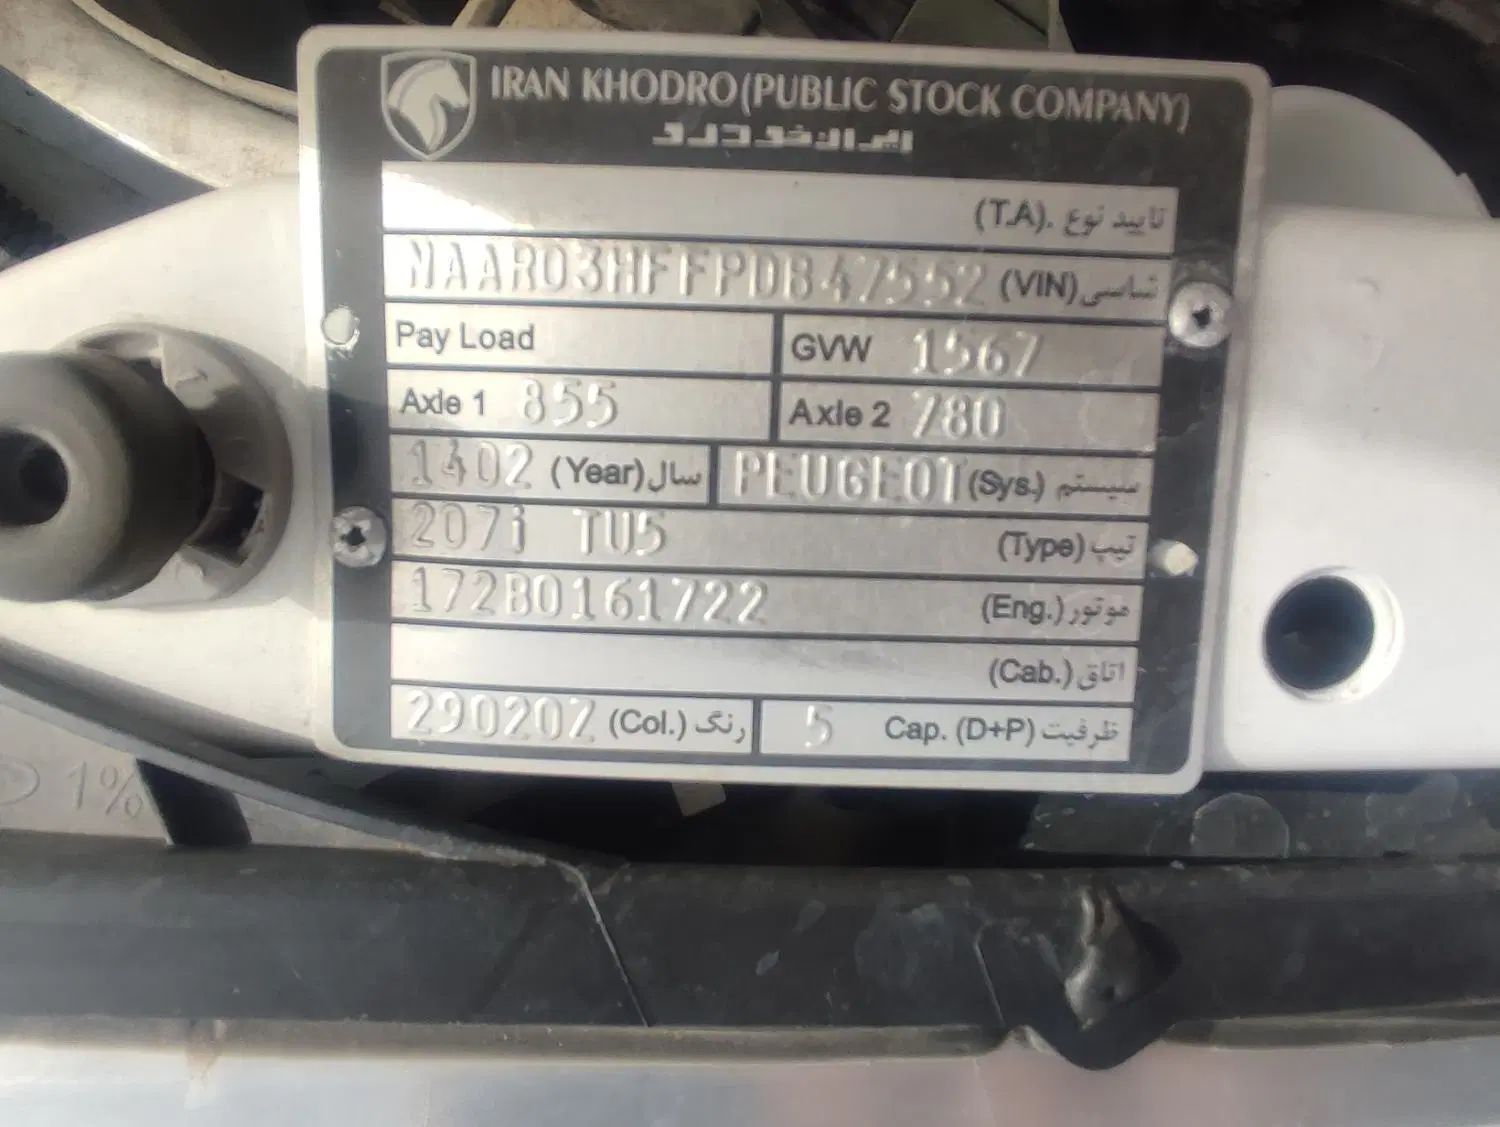 IRAN KHODRO(PUBLIC STOCK COMPANY)
ایران خودرو
تایید نوع .(T.A)
NAAR03HFFPDB47552 شاسی(VIN)
Pay Load GVW 1567
Axle 1 855 Axle 2 780
1402 سال(Year) PEUGEOT سیستم (Sys.)
207i TU5 تیپ(Type)
172B0161722 موتور(Eng.)
اتاق(Cab.)
290202 رنگ (Col.) 5 ظرفیت Cap. (D+P)
1%